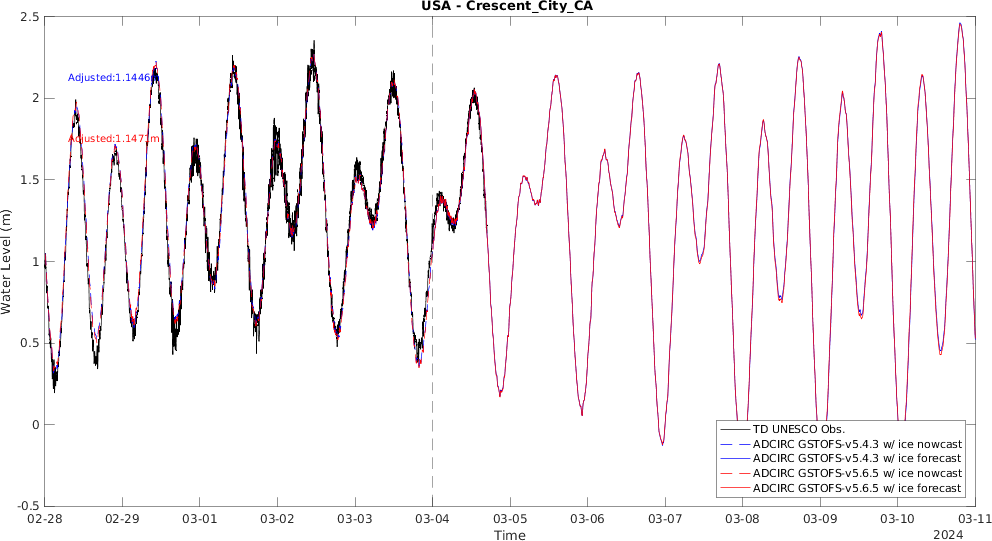 USA - Crescent_City_CA
2.5
2
1.5
1
0.5
0
-0.5
Water Level (m)
Adjusted:1.1446m
Adjusted:1.1471m
TD UNESCO Obs.
ADCIRC GSTOFS-v5.4.3 w/ ice nowcast
ADCIRC GSTOFS-v5.4.3 w/ ice forecast
ADCIRC GSTOFS-v5.6.5 w/ ice nowcast
ADCIRC GSTOFS-v5.6.5 w/ ice forecast
02-28 02-29 03-01 03-02 03-03 03-04 03-05 03-06 03-07 03-08 03-09 03-10 03-11
Time
2024